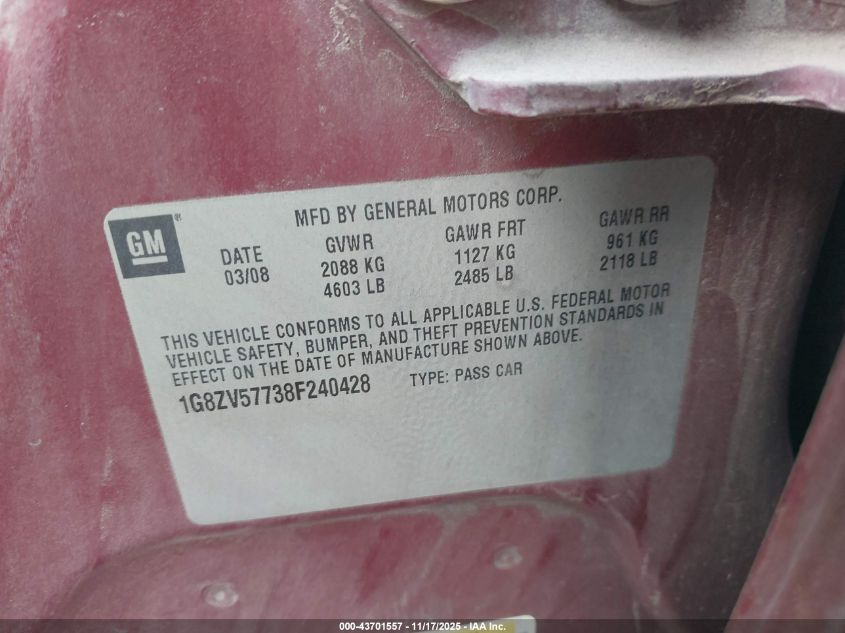 GM
MFD BY GENERAL MOTORS CORP.
DATE GVWR GAWR FRT GAWR RR
03/08 2088 KG 1127 KG 961 KG
4603 LB 2485 LB 2118 LB
THIS VEHICLE CONFORMS TO ALL APPLICABLE U.S. FEDERAL MOTOR
VEHICLE SAFETY, BUMPER, AND THEFT PREVENTION STANDARDS IN
EFFECT ON THE DATE OF MANUFACTURE SHOWN ABOVE.
1G8ZV57738F240428 TYPE: PASS CAR
000-43701557 - 11/17/2025 - IAA Inc.